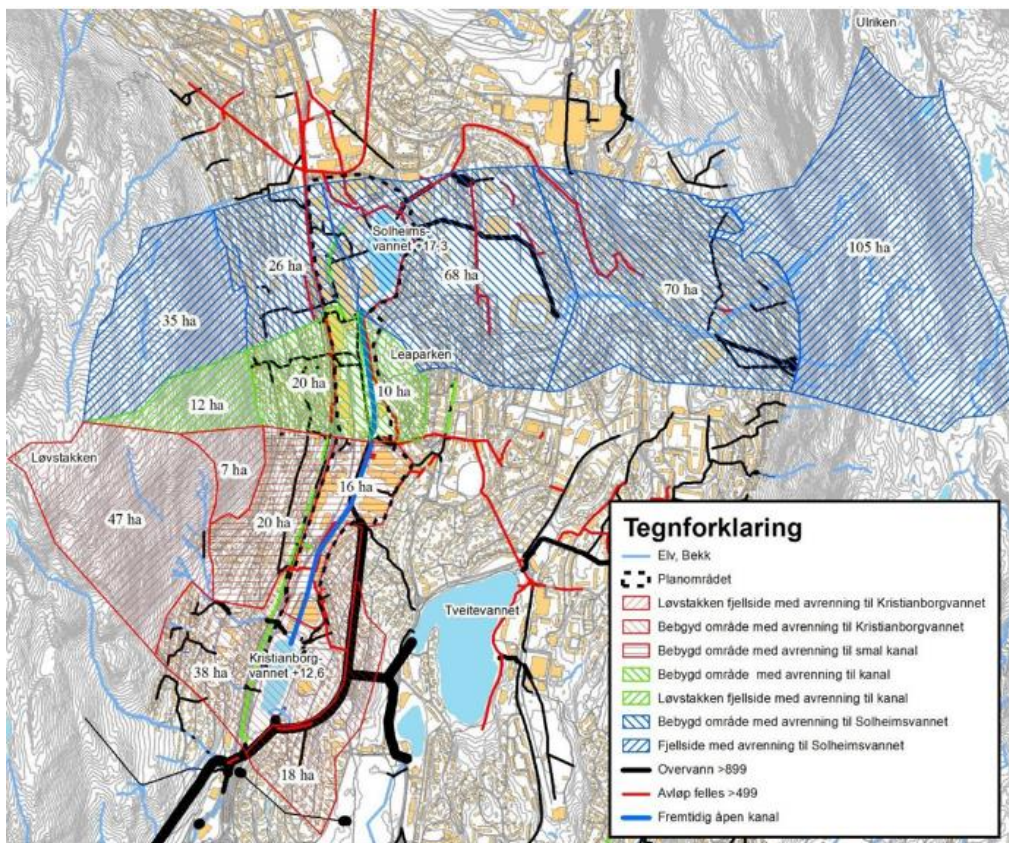 Ulriken
Solheims-
vannet +17,3
105 ha
26 ha
68 ha
70 ha
35 ha
Leaparken
20 ha
10 ha
12 ha
Løvstakken
7 ha
16 ha
47 ha
20 ha
Tveitevannet
Kristianborg-
vannet +12,6
38 ha
18 ha
Tegnforklaring
Elv, Bekk
Planområdet
Løvstakken fjellside med avrenning til Kristianborgvannet
Bebgyd område med avrenning til Kristianborgvannet
Bebygd område med avrenning til smal kanal
Bebygd område med avrenning til kanal
Løvstakken fjellside med avrenning til kanal
Bebygd område med avrenning til Solheimsvannet
Fjellside med avrenning til Solheimsvannet
Overvann >899
Avløp felles >499
Fremtidig åpen kanal